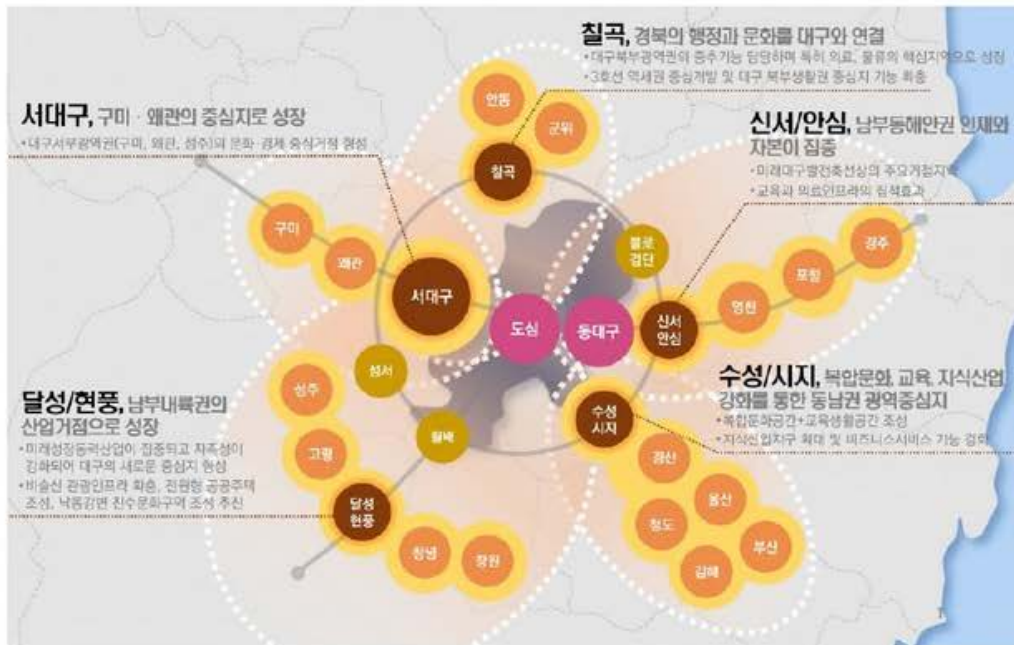 칠곡, 경북의 행정과 문화를 대구와 연결
•대구북부광역권의 중추기능 담당하며 특히 의료, 물류의 핵심지역으로 성장
•3호선 역세권 중심개발 및 대구 북부생활권 중심지 기능 확충
서대구, 구미 · 왜관의 중심지로 성장
•대구서부광역권(구미, 왜관, 성주)의 문화 경제 중심거점 형성
신서/안심, 남부동해안권 인재와
자본이 집중
•미래대구발전축선상의 주요거점지역
•교육과 의료인프라의 집적효과
안동
군위
칠곡
구미
왜관
서대구
불로
검단
경주
포항
영천
도심
동대구
신서
안심
성서
월배
수성/시지, 복합문화, 교육, 지식산업
강화를 통한 동남권 광역중심지
•복합문화공간+교육생활공간 조성
•지식산업지구 확대 및 비즈니스서비스 기능 강화
달성/현풍, 남부내륙권의
산업거점으로 성장
•미래성장동력산업이 집중되고 자족성이
강화되어 대구의 새로운 중심지 형성
•비슬산 관광인프라 확충, 전원형 공공주택
조성, 낙동강변 친수문화구역 조성 추진
성주
고령
달성
현풍
창녕
창원
수성
시지
경산
울산
청도
부산
김해